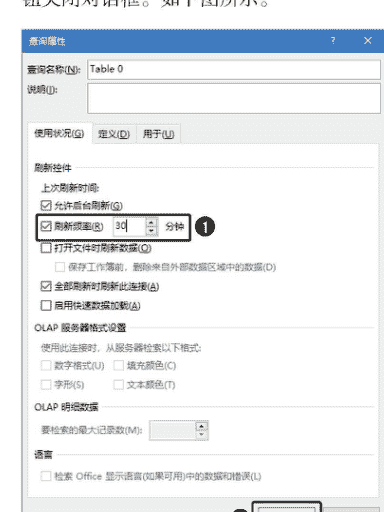 钮关闭对话框。如下图所示。
查询属性 ? ×
查询名称(N): Table 0
说明(I):
使用状况(G) 定义(D) 用于(U)
刷新控件
上次刷新时间:
允许后台刷新(G)
刷新频率(R) 30 分钟 1
打开文件时刷新数据(O)
保存工作簿前，删除来自外部数据区域中的数据(D)
全部刷新时刷新此连接(A)
启用快速数据加载(A)
OLAP 服务器格式设置
使用此连接时，从服务器检索以下格式:
数字格式(U) 填充颜色(C)
字形(S) 文本颜色(T)
OLAP 明细数据
要检索的最大记录数(M):
语言
检索 Office 显示语言(如果可用)中的数据和错误(L)